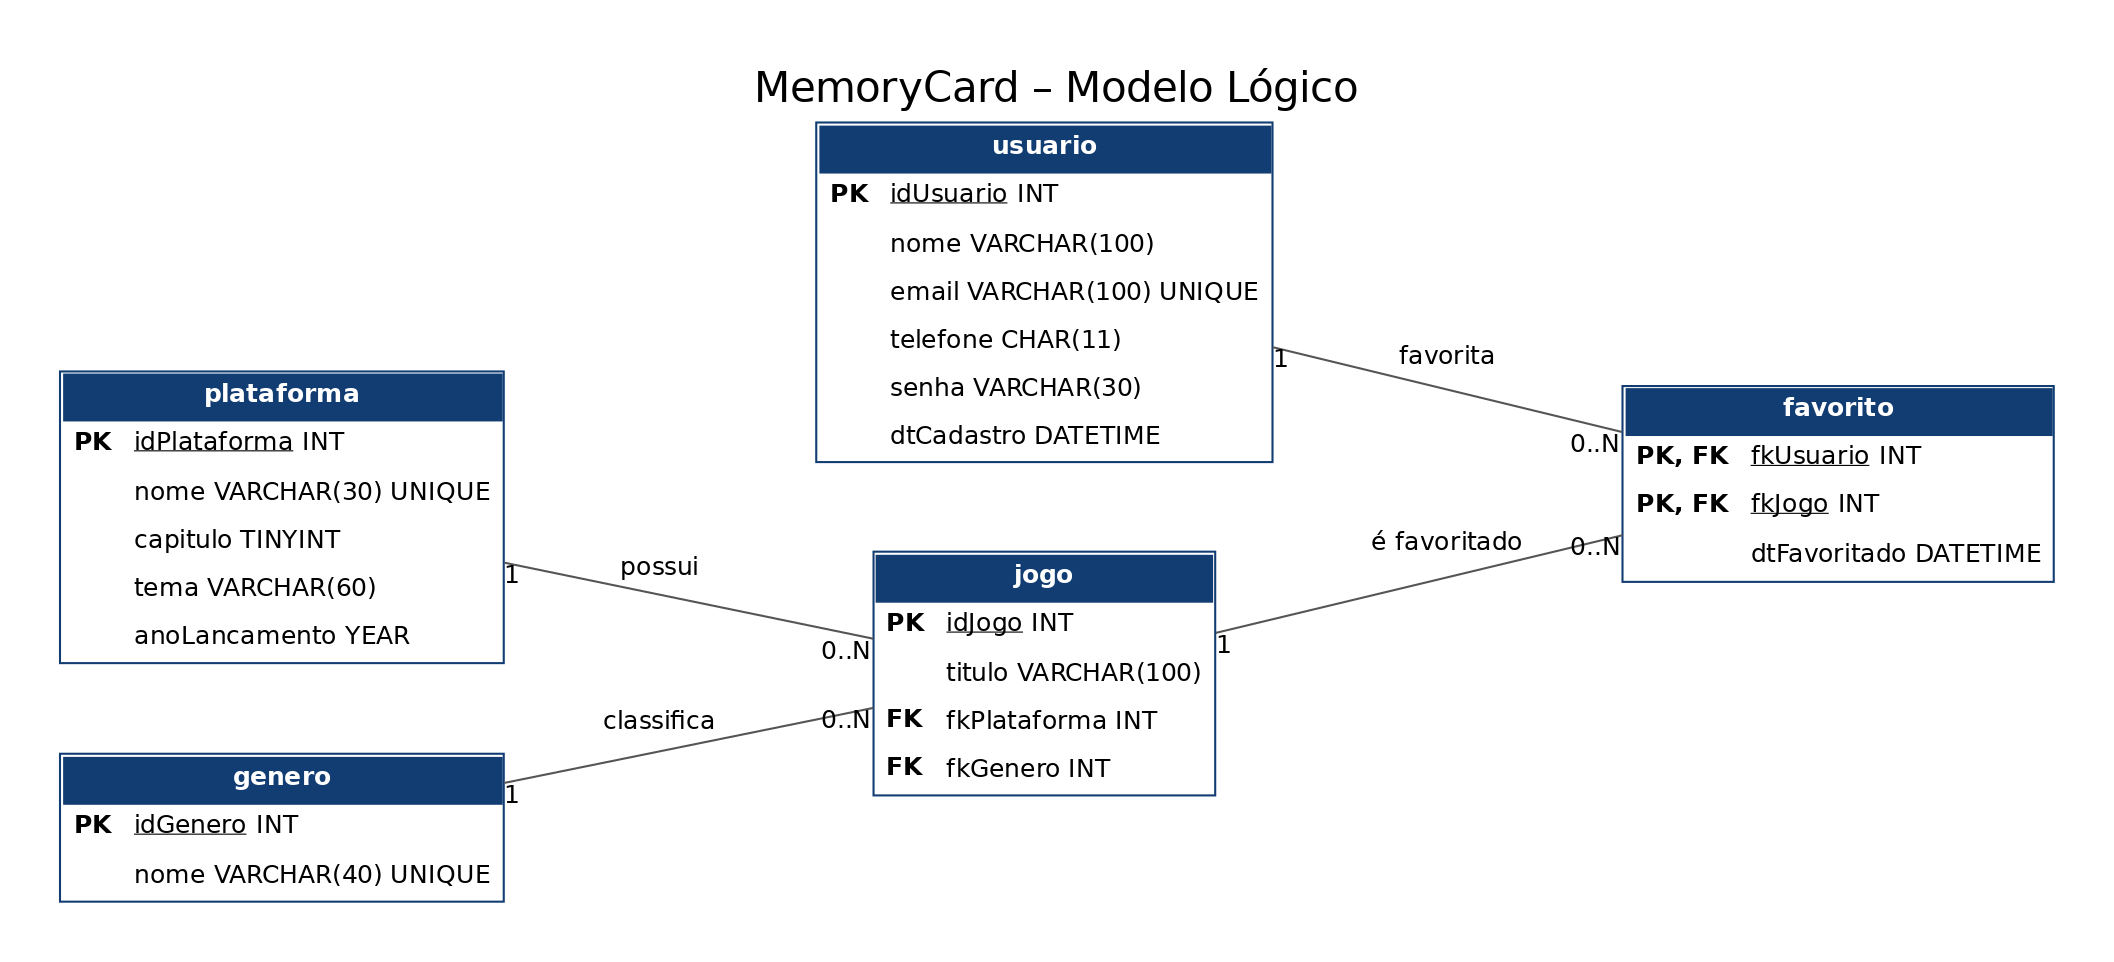 MemoryCard – Modelo Lógico
usuario
PK idUsuario INT
nome VARCHAR(100)
email VARCHAR(100) UNIQUE
telefone CHAR(11)
senha VARCHAR(30)
dtCadastro DATETIME
plataforma
PK idPlataforma INT
nome VARCHAR(30) UNIQUE
capitulo TINYINT
tema VARCHAR(60)
anoLancamento YEAR
genero
PK idGenero INT
nome VARCHAR(40) UNIQUE
possui
1
0..N
classifica
1
0..N
jogo
PK idJogo INT
titulo VARCHAR(100)
FK fkPlataforma INT
FK fkGenero INT
favorita
1
0..N
é favoritado
1
0..N
favorito
PK, FK fkUsuario INT
PK, FK fkJogo INT
dtFavoritado DATETIME